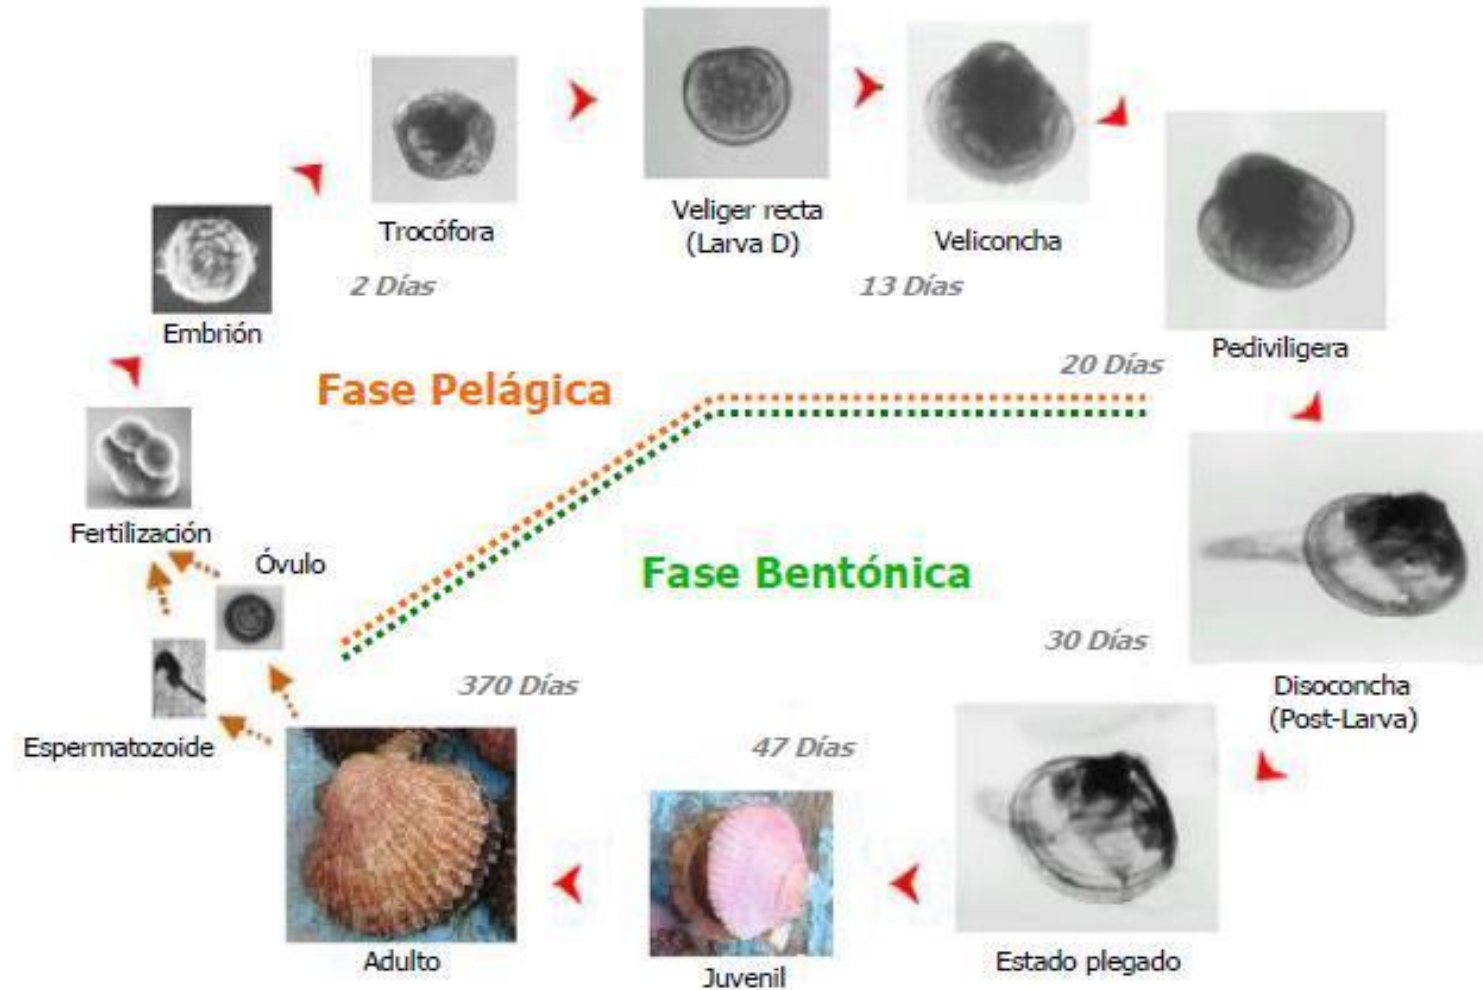 Trocófora
Veliger recta
(Larva D)
Veliconcha
2 Días
13 Días
Embrión
Pediviligera
20 Días
Fase Pelágica
Fertilización
Óvulo
Fase Bentónica
30 Días
370 Días
Disoconcha
(Post-Larva)
Espermatozoide
47 Días
Adulto
Juvenil
Estado plegado